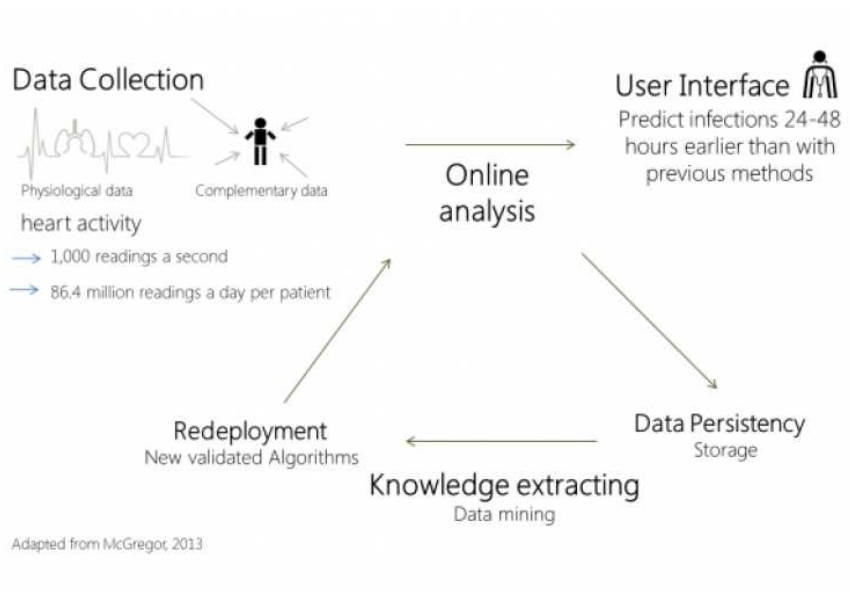 Data Collection
Physiological data
Complementary data
heart activity
1,000 readings a second
86.4 million readings a day per patient
Online
analysis
User Interface
Predict infections 24-48
hours earlier than with
previous methods
Data Persistency
Storage
Knowledge extracting
Data mining
Redeployment
New validated Algorithms
Adapted from McGregor, 2013